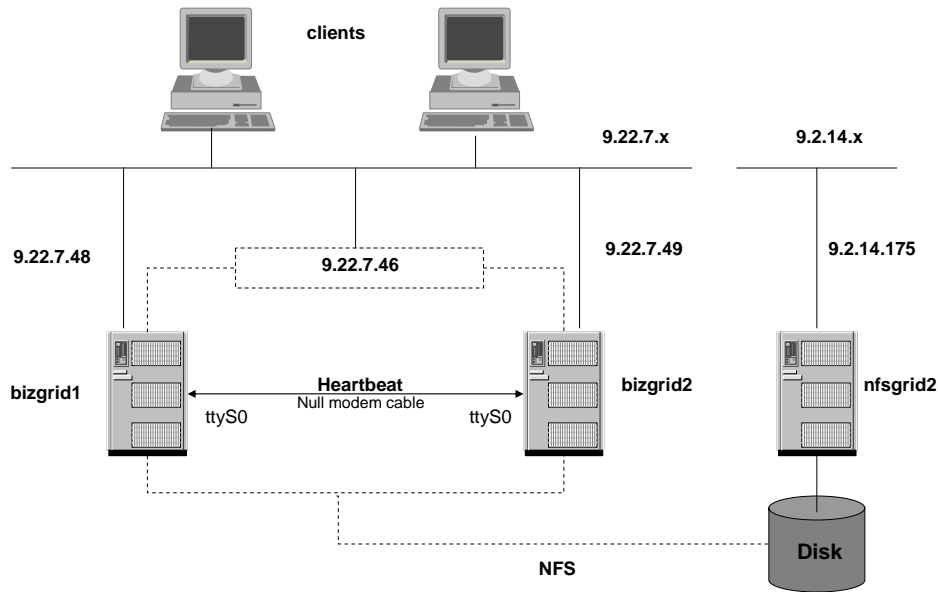 clients
9.22.7.x
9.2.14.x
9.22.7.48
9.22.7.46
9.22.7.49
9.2.14.175
bizgrid1
Heartbeat
Null modem cable
ttyS0
ttyS0
bizgrid2
nfsgrid2
Disk
NFS